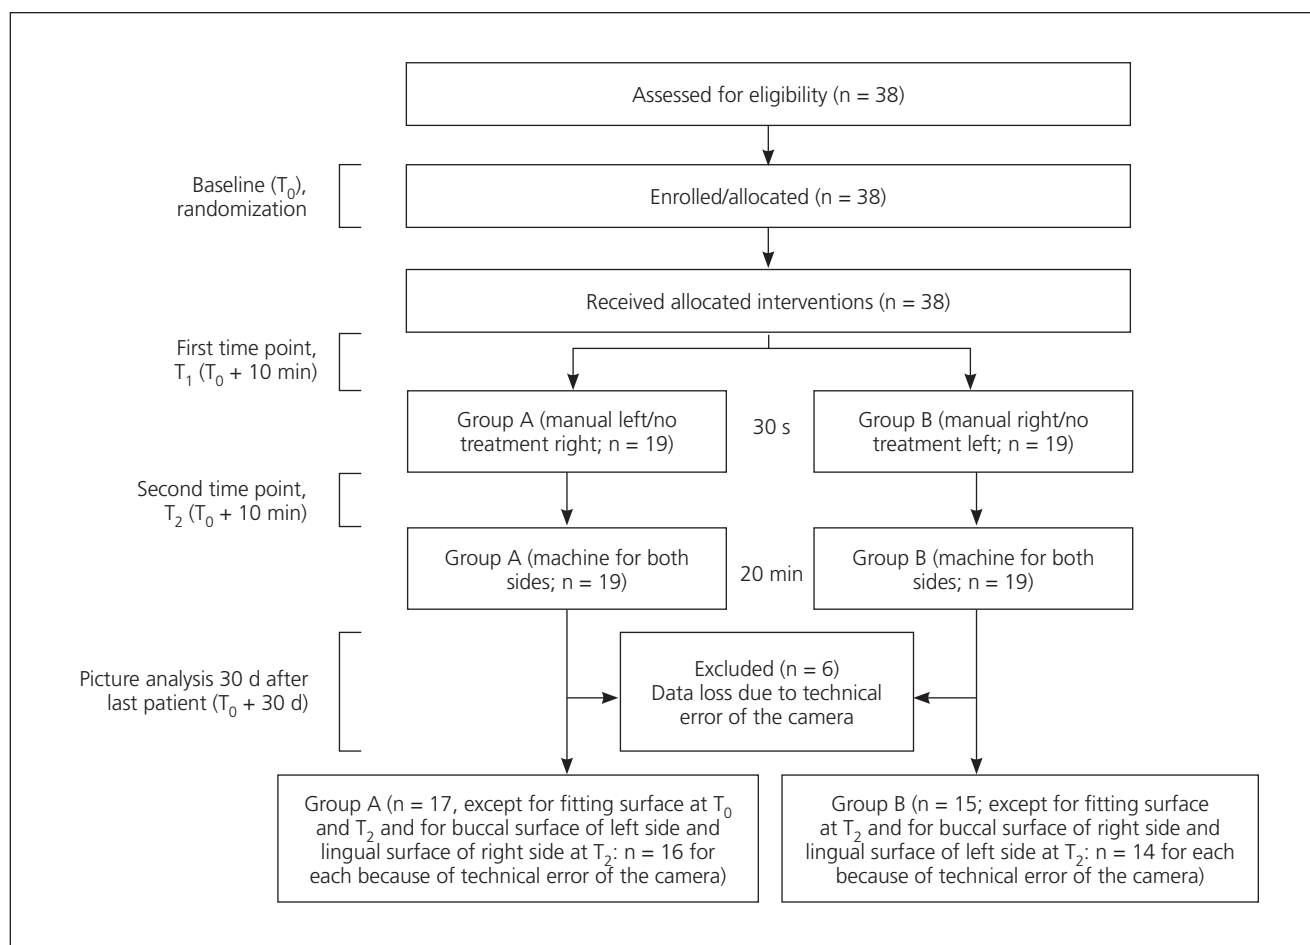 Assessed for eligibility (n = 38)
Baseline (T0),
randomization
Enrolled/allocated (n = 38)
Received allocated interventions (n = 38)
First time point,
T1 (T0 + 10 min)
Group A (manual left/no
treatment right; n = 19)
30 s
Group B (manual right/no
treatment left; n = 19)
Second time point,
T2 (T0 + 10 min)
Group A (machine for both
sides; n = 19)
20 min
Group B (machine for both
sides; n = 19)
Picture analysis 30 d after
last patient (T0 + 30 d)
Excluded (n = 6)
Data loss due to technical
error of the camera
Group A (n = 17, except for fitting surface at T0
and T2 and for buccal surface of left side and
lingual surface of right side at T2: n = 16 for
each because of technical error of the camera)
Group B (n = 15; except for fitting surface
at T2 and for buccal surface of right side and
lingual surface of left side at T2: n = 14 for each
because of technical error of the camera)